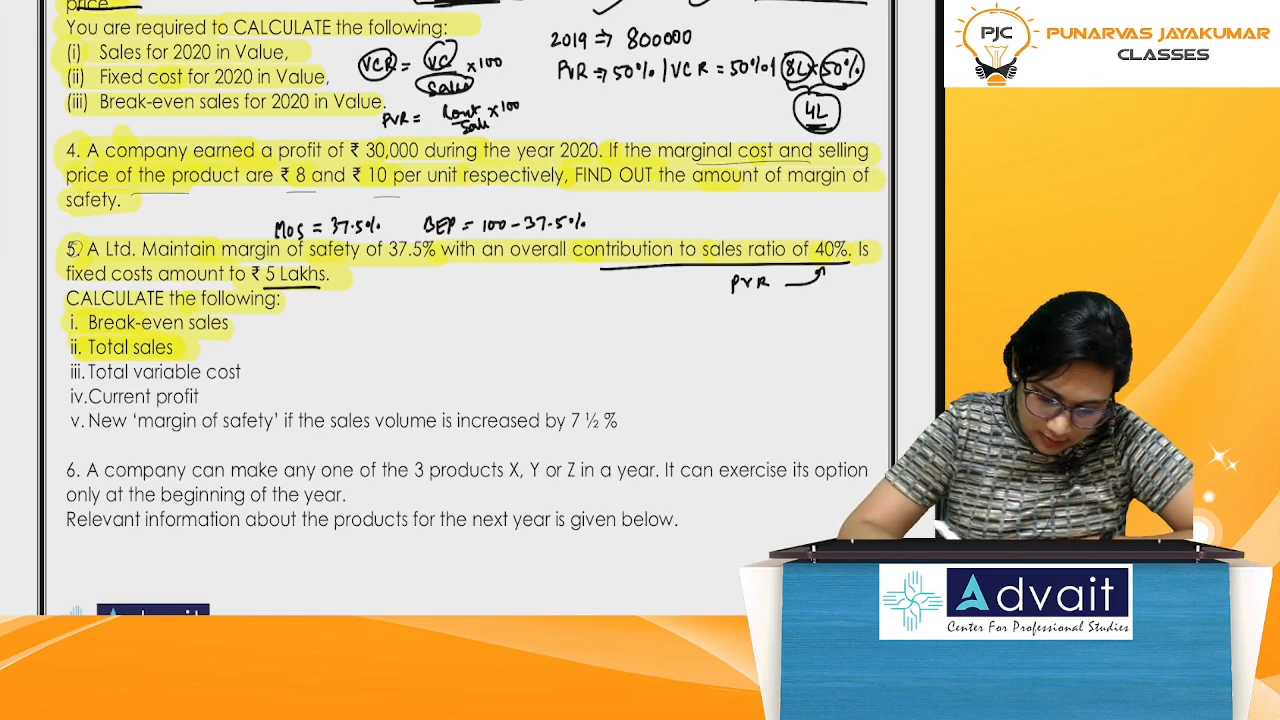 price.
You are required to CALCULATE the following:
(i) Sales for 2020 in Value,
(ii) Fixed cost for 2020 in Value,
(iii) Break-even sales for 2020 in Value.
VCR = VC / Sales × 100
PVR = Cont / Sale × 100
2019 ⇒ 800000
PVR → 50% / VCR = 50% / 8L × 50%
4L
4. A company earned a profit of ₹ 30,000 during the year 2020. If the marginal cost and selling
price of the product are ₹ 8 and ₹ 10 per unit respectively, FIND OUT the amount of margin of
safety.
MOS = 37.5% BEP = 100 - 37.5%
5. A Ltd. Maintain margin of safety of 37.5% with an overall contribution to sales ratio of 40%. Is
fixed costs amount to ₹ 5 Lakhs.
PVR
CALCULATE the following:
i. Break-even sales
ii. Total sales
iii. Total variable cost
iv. Current profit
v. New ‘margin of safety’ if the sales volume is increased by 7 ½ %
6. A company can make any one of the 3 products X, Y or Z in a year. It can exercise its option
only at the beginning of the year.
Relevant information about the products for the next year is given below.
PJC
PUNARVAS JAYAKUMAR
CLASSES
Advait
Center For Professional Studies